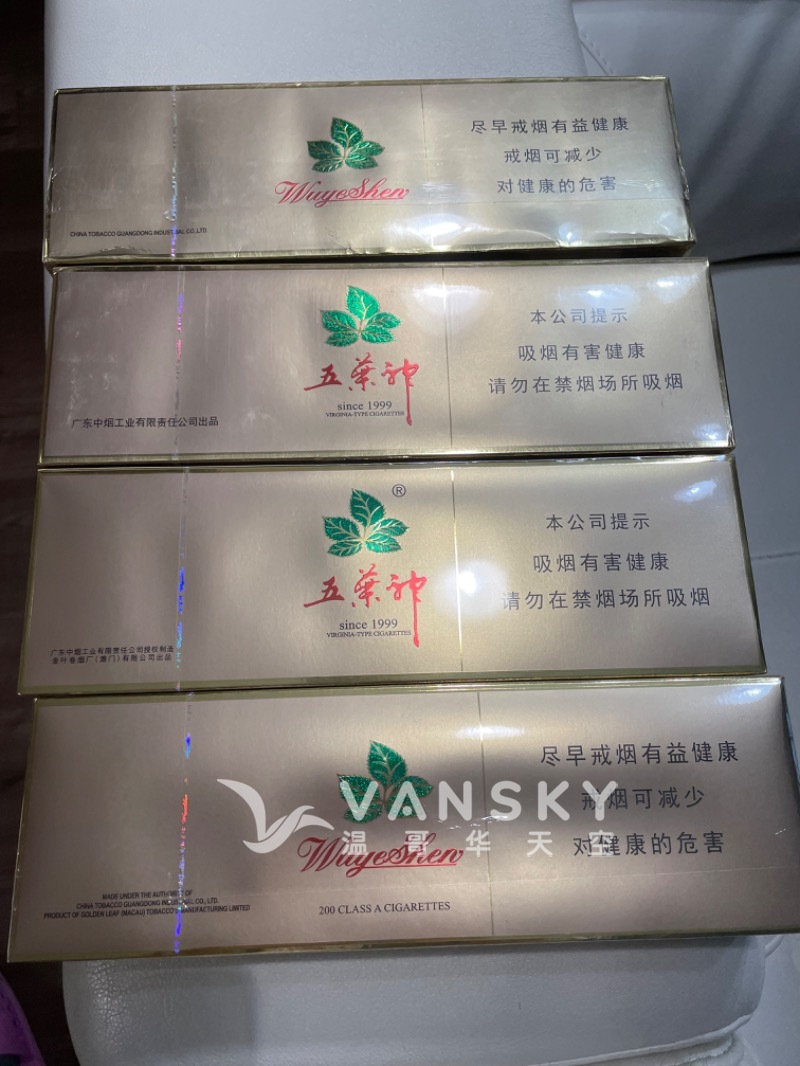 尽早戒烟有益健康
戒烟可减少
对健康的危害
WuyeShen
CHINA TOBACCO GUANGDONG INDUSTRIAL CO., LTD.
本公司提示
吸烟有害健康
请勿在禁烟场所吸烟
五葉神
since 1999
VIRGINIA-TYPE CIGARETTES
广东中烟工业有限责任公司出品
®
本公司提示
吸烟有害健康
请勿在禁烟场所吸烟
五葉神
since 1999
VIRGINIA-TYPE CIGARETTES
广东中烟工业有限责任公司授权制造
金叶卷烟厂(澳门)有限公司出品
尽早戒烟有益健康
戒烟可减少
对健康的危害
VANSKY
温哥华天空
WuyeShen
MADE UNDER THE AUTHORITY OF
CHINA TOBACCO GUANGDONG INDUSTRIAL CO., LTD.
PRODUCT OF GOLDEN LEAF (MACAU) TOBACCO MANUFACTURING LIMITED
200 CLASS A CIGARETTES